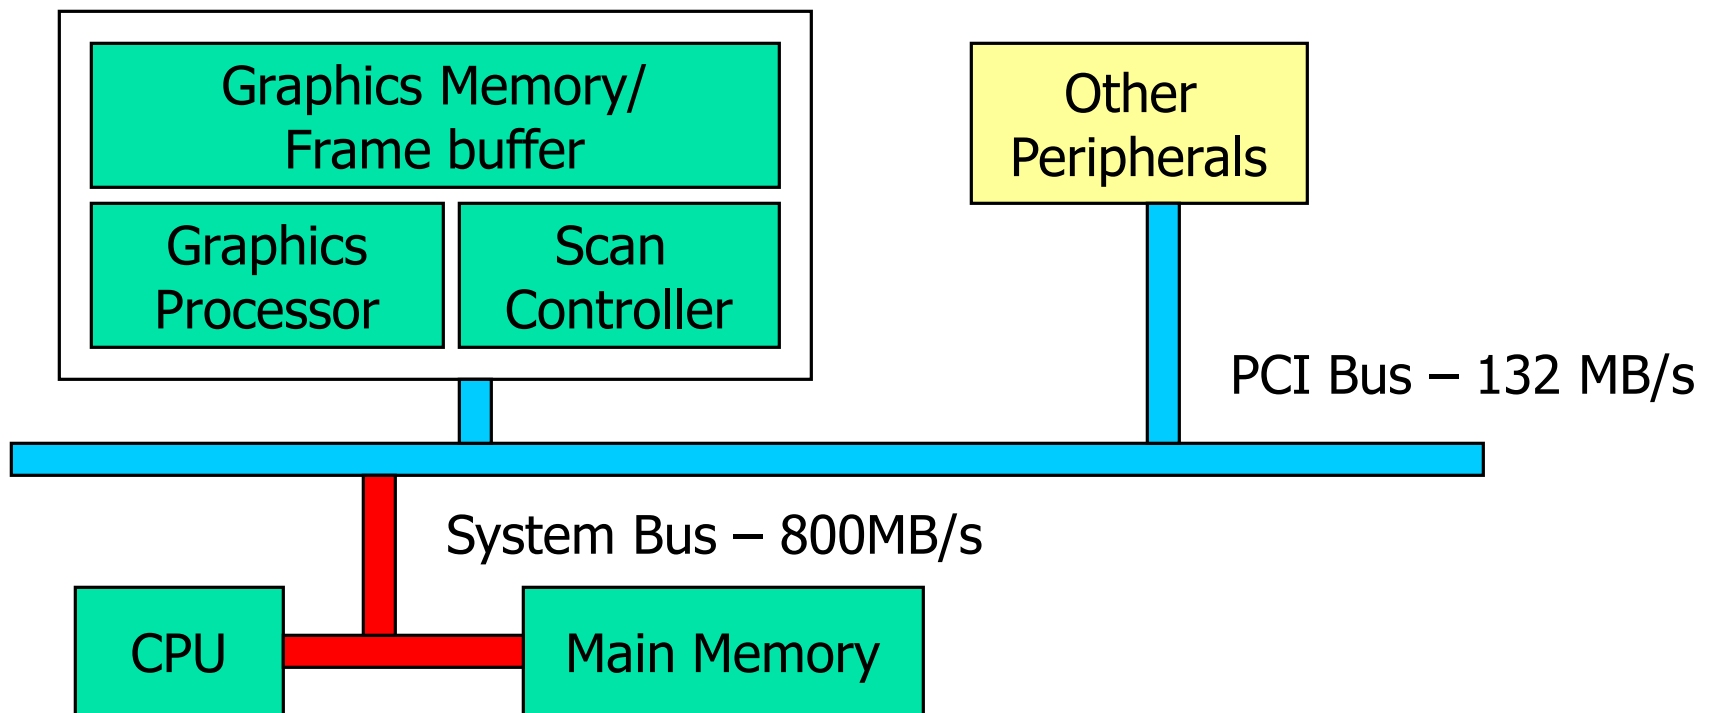 Graphics Memory/
Frame buffer
Other
Peripherals
Graphics
Processor
Scan
Controller
PCI Bus – 132 MB/s
System Bus – 800MB/s
CPU
Main Memory